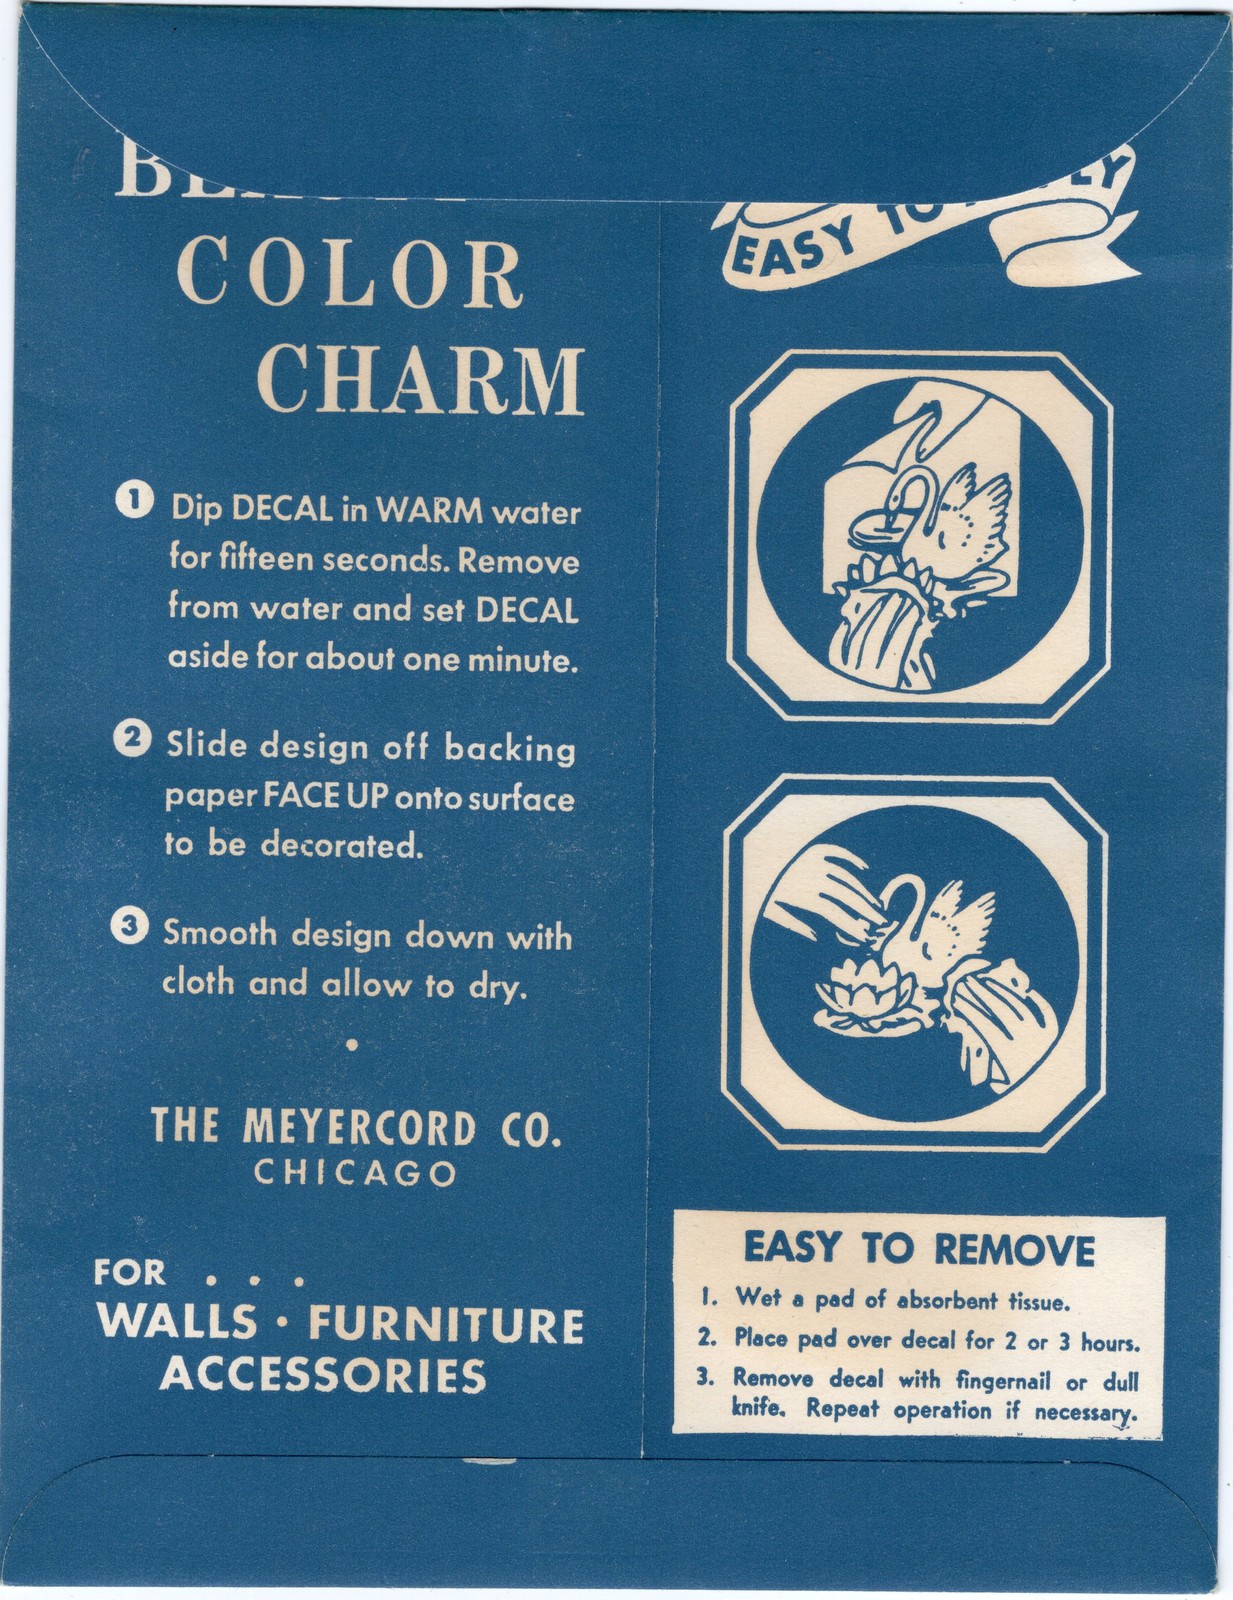 COLOR
CHARM
1 Dip DECAL in WARM water
for fifteen seconds. Remove
from water and set DECAL
aside for about one minute.
2 Slide design off backing
paper FACE UP onto surface
to be decorated.
3 Smooth design down with
cloth and allow to dry.
•
THE MEYERCORD CO.
CHICAGO
FOR . . .
WALLS • FURNITURE
ACCESSORIES
EASY TO
EASY TO REMOVE
1. Wet a pad of absorbent tissue.
2. Place pad over decal for 2 or 3 hours.
3. Remove decal with fingernail or dull
knife. Repeat operation if necessary.